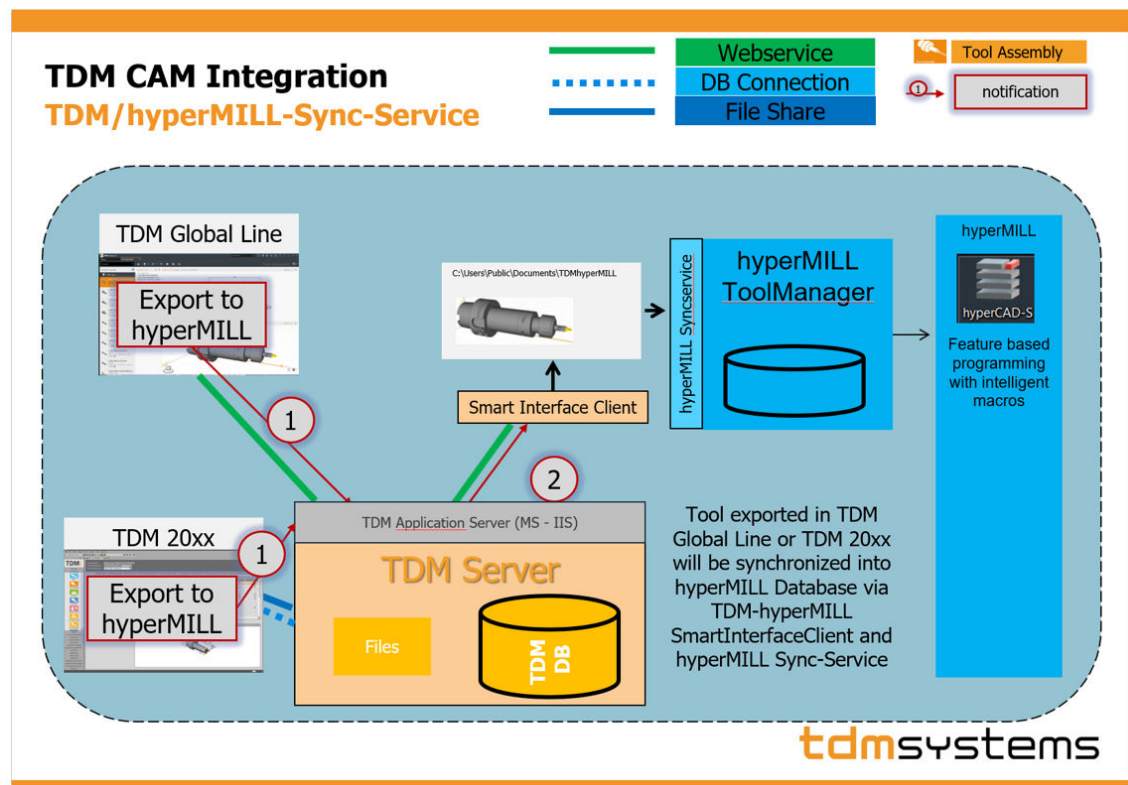 TDM CAM Integration
TDM/hyperMILL-Sync-Service
Webservice
DB Connection
File Share
Tool Assembly
1
notification
TDM Global Line
Export to
hyperMILL
1
TDM 20xx
TDM
Export to
hyperMILL
1
C:\Users\Public\Documents\TDMhyperMILL
Smart Interface Client
2
TDM Application Server (MS - IIS)
TDM Server
Files
TDM
DB
hyperMILL Syncservice
hyperMILL
ToolManager
hyperMILL
hyperCAD-S
Feature based
programming
with intelligent
macros
Tool exported in TDM
Global Line or TDM 20xx
will be synchronized into
hyperMILL Database via
TDM-hyperMILL
SmartInterfaceClient and
hyperMILL Sync-Service
tdmsystems